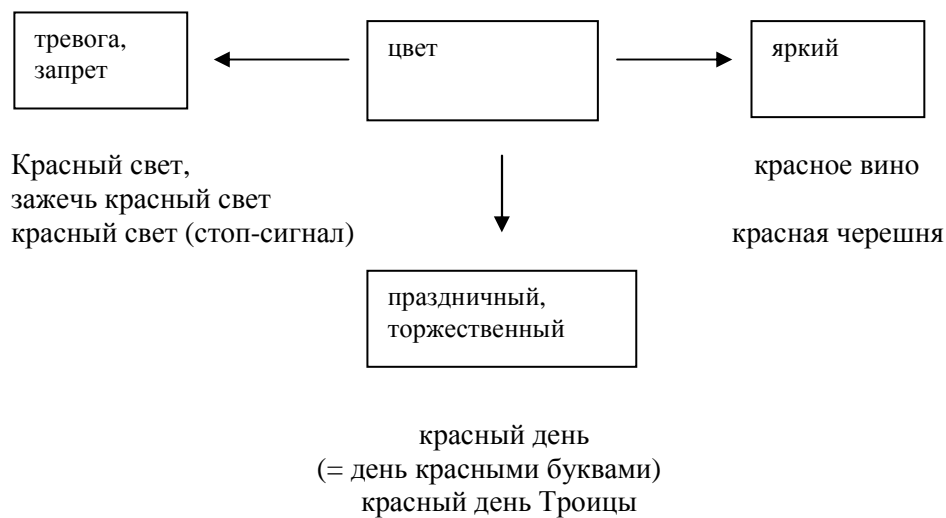 тревога,
запрет
цвет
яркий
Красный свет,
зажечь красный свет
красный свет (стоп-сигнал)
красное вино
красная черешня
праздничный,
торжественный
красный день
(= день красными буквами)
красный день Троицы